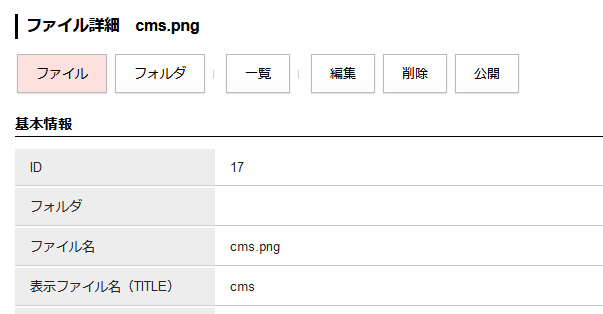 ファイル詳細　cms.png
ファイル フォルダ 一覧 編集 削除 公開
基本情報
ID 17
フォルダ
ファイル名 cms.png
表示ファイル名（TITLE） cms